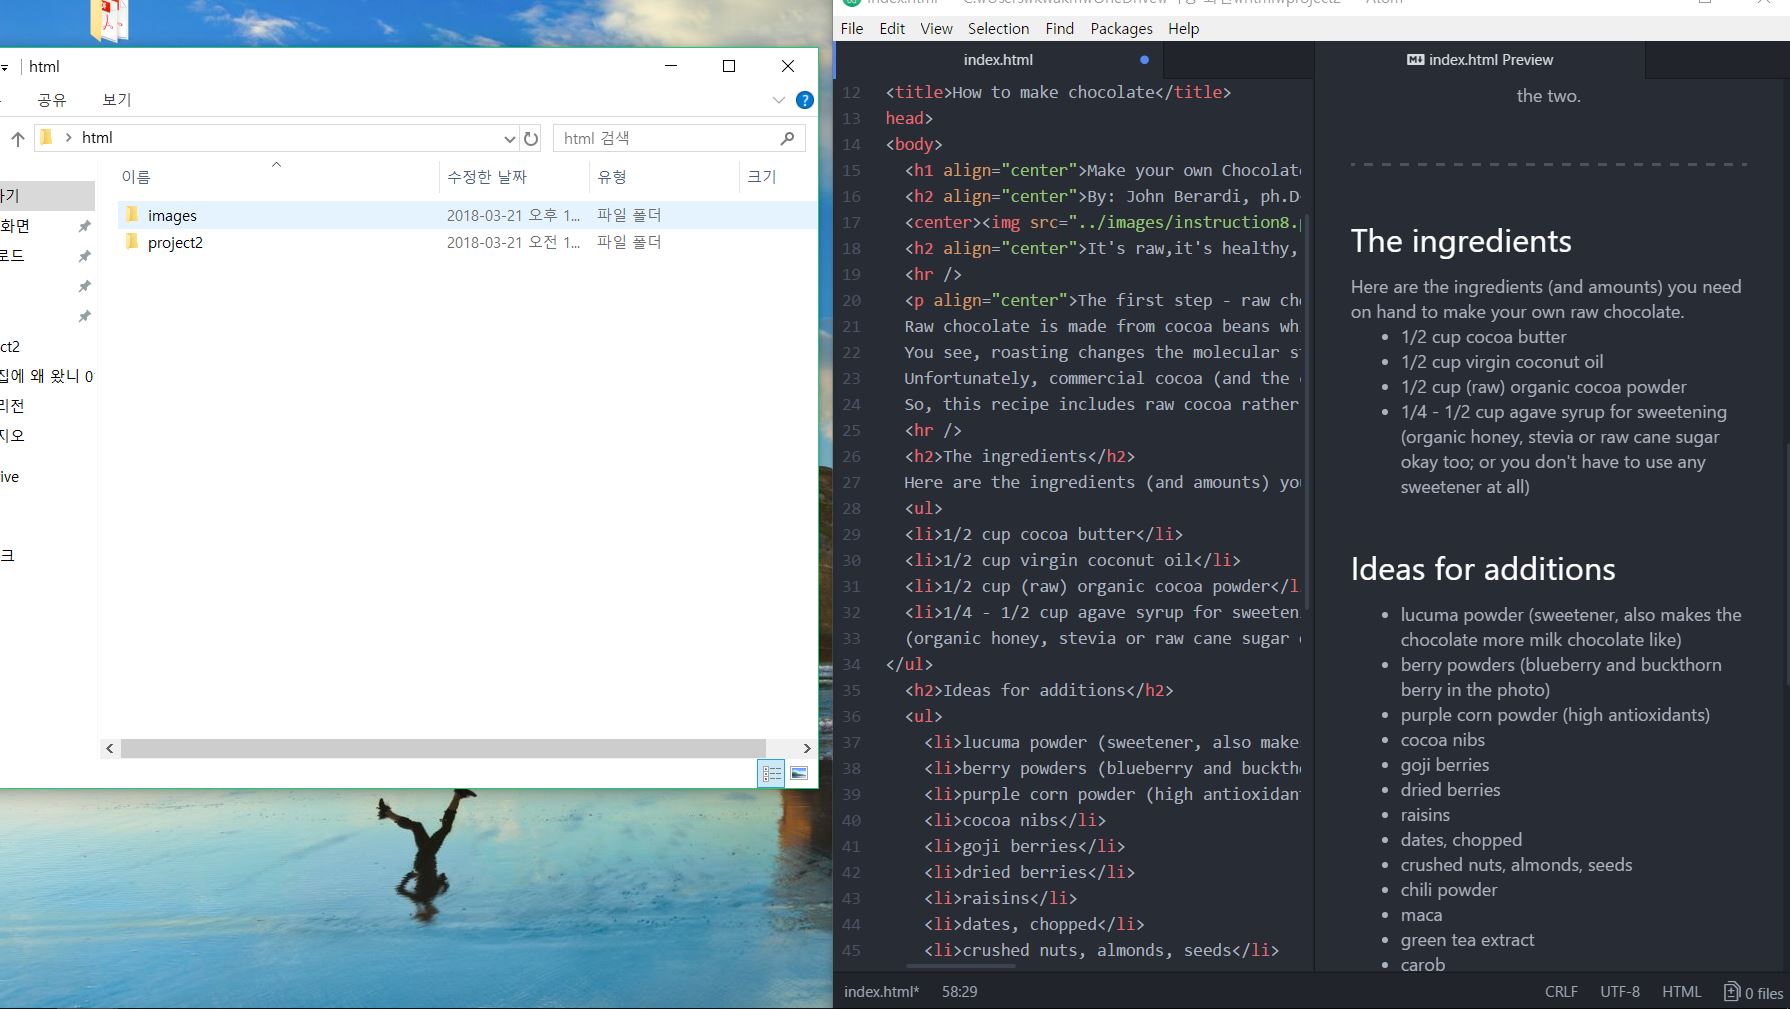 html
공유
보기
html
html 검색
이름
수정한 날짜
유형
크기
images
2018-03-21 오후 1...
파일 폴더
project2
2018-03-21 오전 1...
파일 폴더
화면
로드
ct2
집에 왜 왔니
리전
지오
ive
크
File Edit View Selection Find Packages Help
index.html
12 <title>How to make chocolate</title>
13 head>
14 <body>
15 <h1 align="center">Make your own Chocolate
16 <h2 align="center">By: John Berardi, ph.D
17 <center><img src="../images/instruction8.p
18 <h2 align="center">It's raw,it's healthy,
19 <hr />
20 <p align="center">The first step - raw cho
21 Raw chocolate is made from cocoa beans wh
22 You see, roasting changes the molecular s
23 Unfortunately, commercial cocoa (and the
24 So, this recipe includes raw cocoa rather
25 <hr />
26 <h2>The ingredients</h2>
27 Here are the ingredients (and amounts) you
28 <ul>
29 <li>1/2 cup cocoa butter</li>
30 <li>1/2 cup virgin coconut oil</li>
31 <li>1/2 cup (raw) organic cocoa powder</l
32 <li>1/4 - 1/2 cup agave syrup for sweeten
33 (organic honey, stevia or raw cane sugar
34 </ul>
35 <h2>Ideas for additions</h2>
36 <ul>
37 <li>lucuma powder (sweetener, also make
38 <li>berry powders (blueberry and buckth
39 <li>purple corn powder (high antioxidan
40 <li>cocoa nibs</li>
41 <li>goji berries</li>
42 <li>dried berries</li>
43 <li>raisins</li>
44 <li>dates, chopped</li>
45 <li>crushed nuts, almonds, seeds</li>
index.html Preview
the two.
The ingredients
Here are the ingredients (and amounts) you need
on hand to make your own raw chocolate.
• 1/2 cup cocoa butter
• 1/2 cup virgin coconut oil
• 1/2 cup (raw) organic cocoa powder
• 1/4 - 1/2 cup agave syrup for sweetening
(organic honey, stevia or raw cane sugar
okay too; or you don't have to use any
sweetener at all)
Ideas for additions
• lucuma powder (sweetener, also makes the
chocolate more milk chocolate like)
• berry powders (blueberry and buckthorn
berry in the photo)
• purple corn powder (high antioxidants)
• cocoa nibs
• goji berries
• dried berries
• raisins
• dates, chopped
• crushed nuts, almonds, seeds
• chili powder
• maca
• green tea extract
• carob
index.html* 58:29
CRLF UTF-8 HTML 0 files